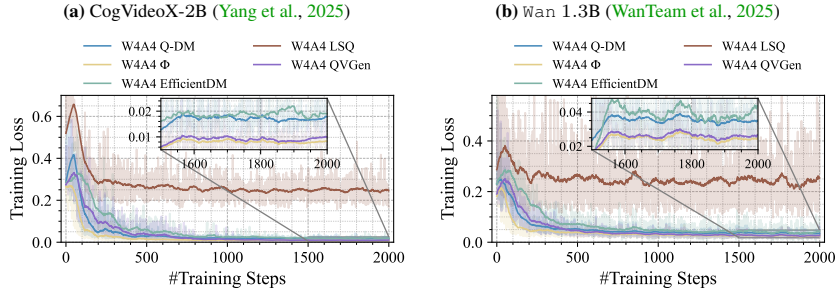 (a) CogVideoX-2B (Yang et al., 2025)
W4A4 Q-DM
W4A4 LSQ
W4A4 Φ
W4A4 QVGen
W4A4 EfficientDM
Training Loss
0.6
0.4
0.2
0.0
0.02
0.01
1600
1800
2000
0
500
1000
1500
2000
#Training Steps
(b) Wan 1.3B (WanTeam et al., 2025)
W4A4 Q-DM
W4A4 LSQ
W4A4 Φ
W4A4 QVGen
W4A4 EfficientDM
Training Loss
0.4
0.2
0.0
0.04
0.02
1600
1800
2000
0
500
1000
1500
2000
#Training Steps